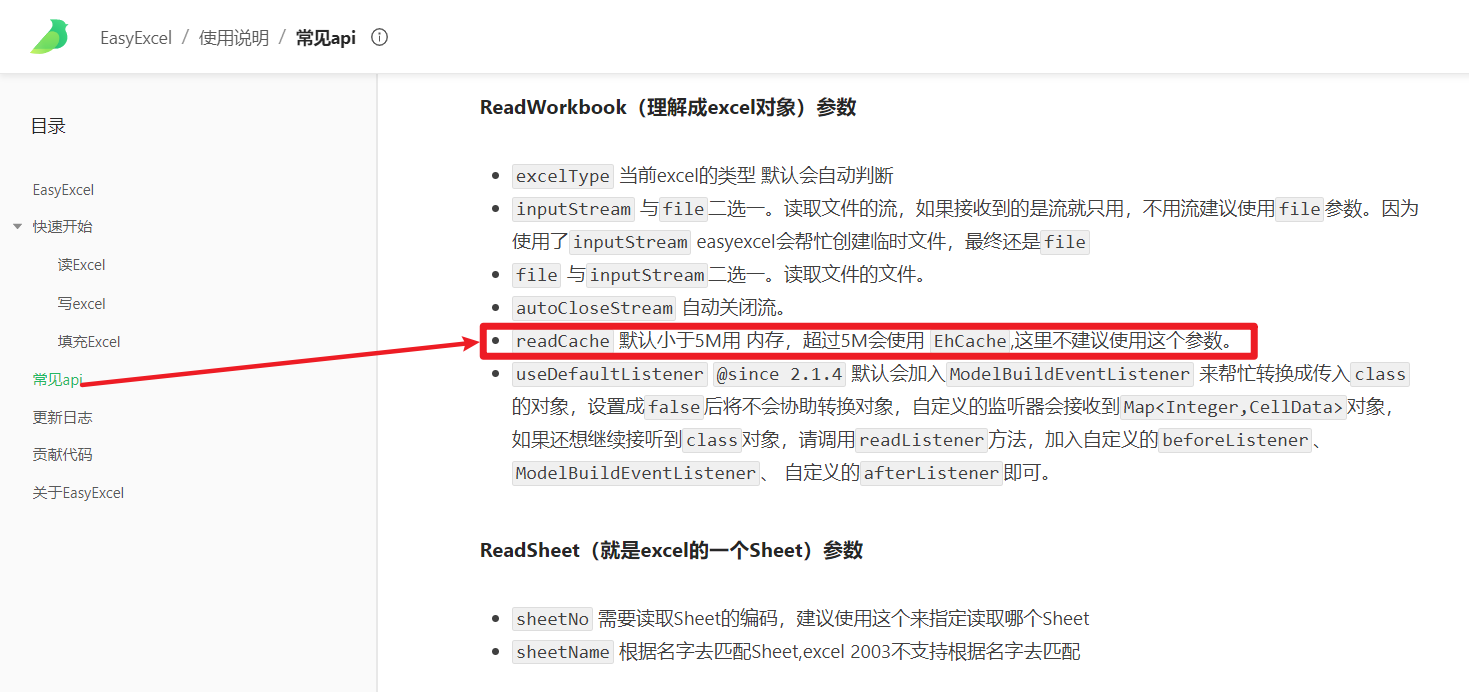 EasyExcel / 使用说明 / 常见api
目录
EasyExcel
快速开始
读Excel
写excel
填充Excel
常见api
更新日志
贡献代码
关于EasyExcel
ReadWorkbook（理解成excel对象）参数
excelType 当前excel的类型 默认会自动判断
inputStream 与file二选一。读取文件的流，如果接收到的是流就只用，不用流建议使用file参数。因为
使用了inputStream easyexcel会帮忙创建临时文件，最终还是file
file 与inputStream二选一。读取文件的文件。
autoCloseStream 自动关闭流。
readCache 默认小于5M用 内存，超过5M会使用 EhCache,这里不建议使用这个参数。
useDefaultListener @since 2.1.4 默认会加入ModelBuildEventListener 来帮忙转换成传入class
的对象，设置成false后将不会协助转换对象，自定义的监听器会接收到Map<Integer,CellData>对象，
如果还想继续接听到class对象，请调用readListener方法，加入自定义的beforeListener、
ModelBuildEventListener、 自定义的afterListener即可。
ReadSheet（就是excel的一个Sheet）参数
sheetNo 需要读取Sheet的编码，建议使用这个来指定读取哪个Sheet
sheetName 根据名字去匹配Sheet,excel 2003不支持根据名字去匹配